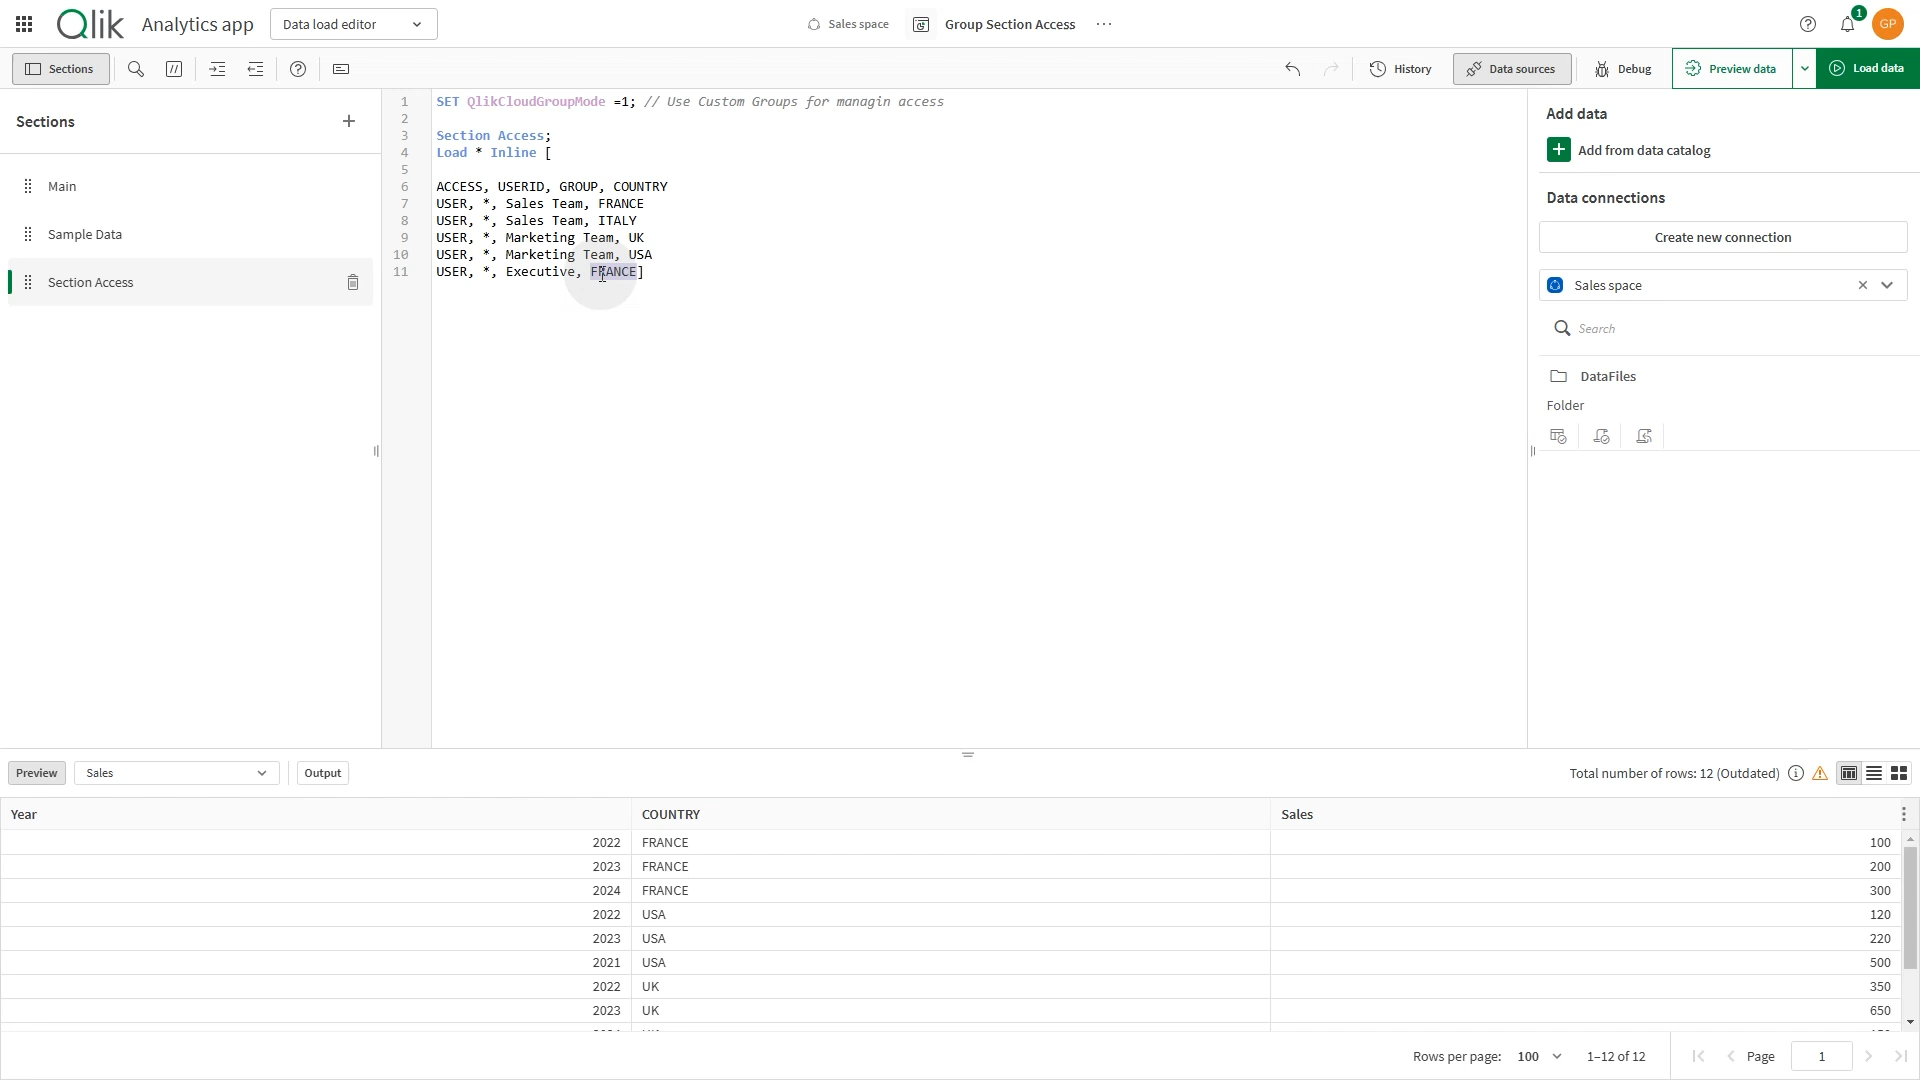 Qlik Analytics app Data load editor Sales space Group Section Access ... 1 GP
Sections History Data sources Debug Preview data Load data
Sections
Main
Sample Data
Section Access
1 SET QlikCloudGroupMode =1; // Use Custom Groups for managin access
2
3 Section Access;
4 Load * Inline [
5
6 ACCESS, USERID, GROUP, COUNTRY
7 USER, *, Sales Team, FRANCE
8 USER, *, Sales Team, ITALY
9 USER, *, Marketing Team, UK
10 USER, *, Marketing Team, USA
11 USER, *, Executive, FRANCE]
Add data
Add from data catalog
Data connections
Create new connection
Sales space
Search
DataFiles
Folder
Preview Sales Output Total number of rows: 12 (Outdated)
Year COUNTRY Sales
2022 FRANCE 100
2023 FRANCE 200
2024 FRANCE 300
2022 USA 120
2023 USA 220
2021 USA 500
2022 UK 350
2023 UK 650
Rows per page: 100 1–12 of 12 Page 1